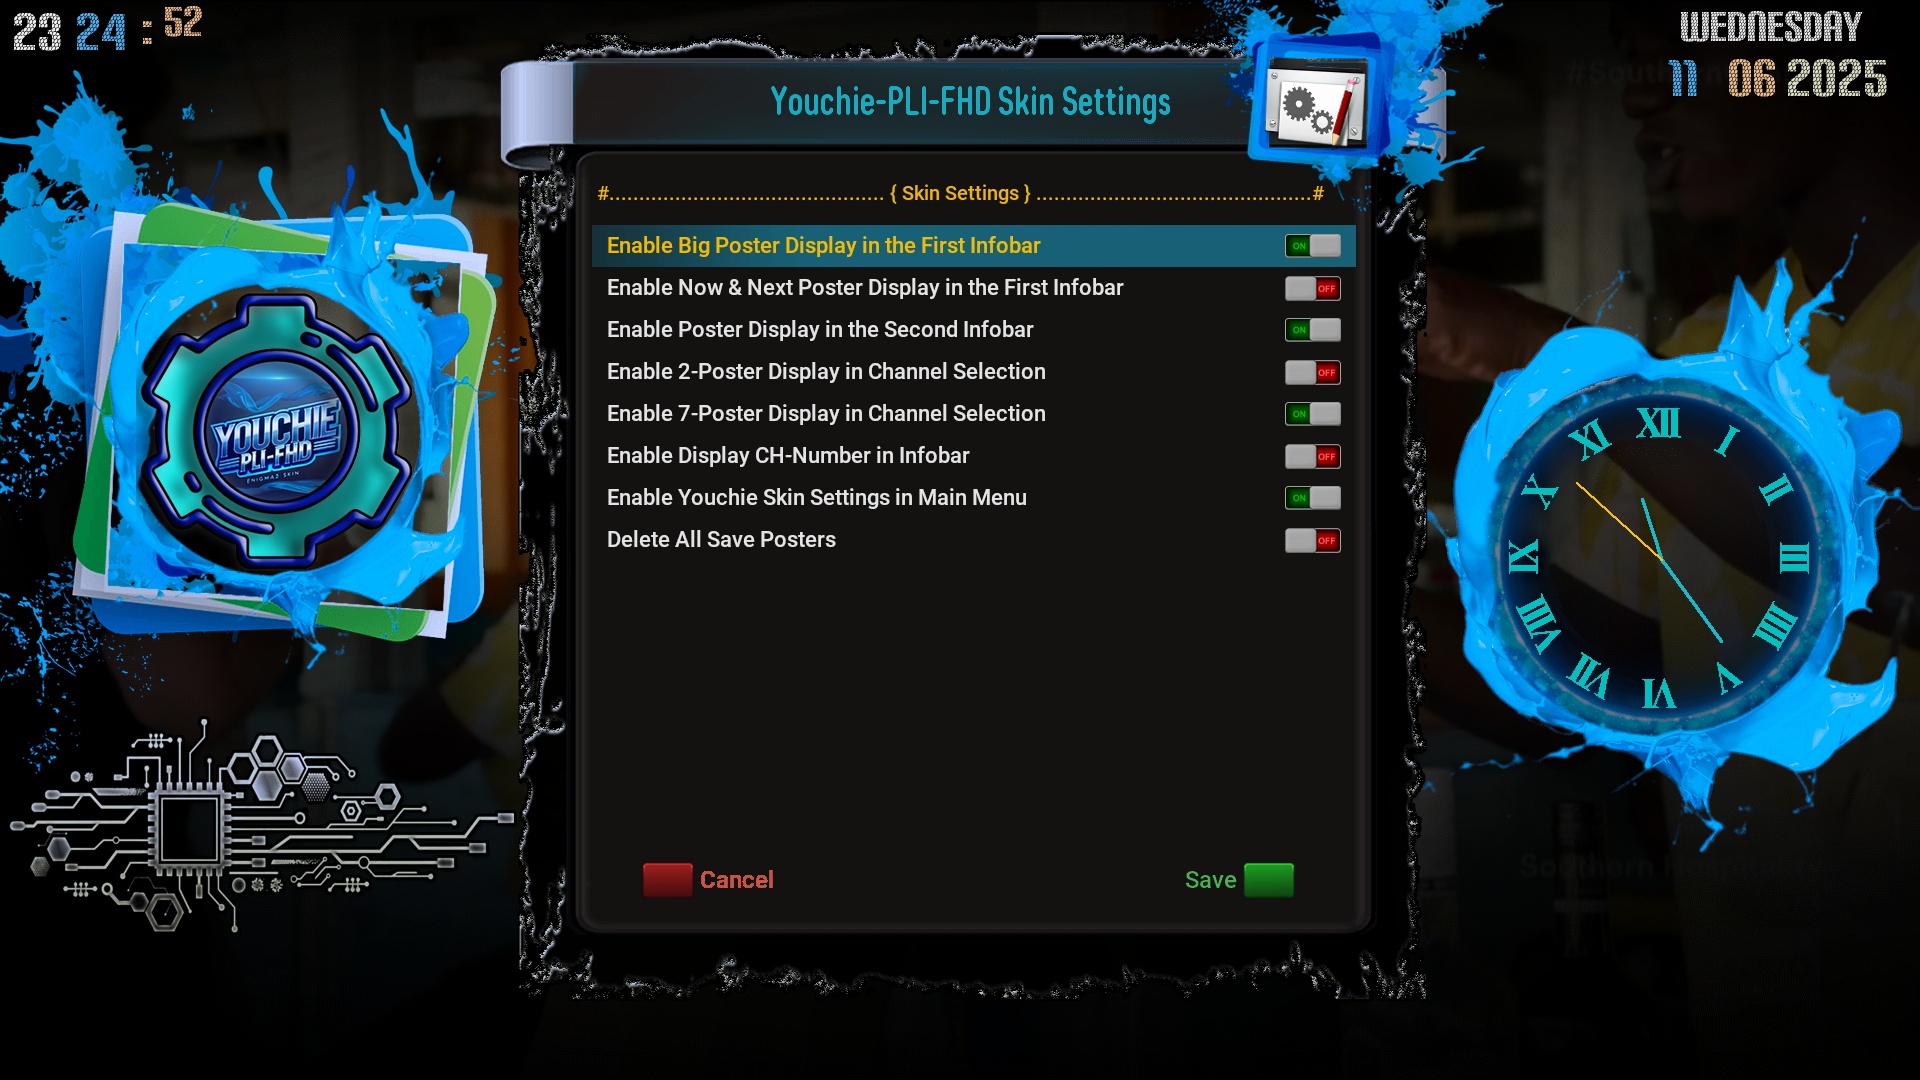 23 24 : 52
WEDNESDAY
11 06 2025
Youchie-PLI-FHD Skin Settings
#.............................................. { Skin Settings } ..............................................#
Enable Big Poster Display in the First Infobar ON
Enable Now & Next Poster Display in the First Infobar OFF
Enable Poster Display in the Second Infobar ON
Enable 2-Poster Display in Channel Selection OFF
Enable 7-Poster Display in Channel Selection ON
Enable Display CH-Number in Infobar OFF
Enable Youchie Skin Settings in Main Menu ON
Delete All Save Posters OFF
YOUCHIE
PLI-FHD
ENIGMA2 SKIN
XII
I
II
III
IIII
V
VI
VII
VIII
IX
X
XI
Cancel
Save